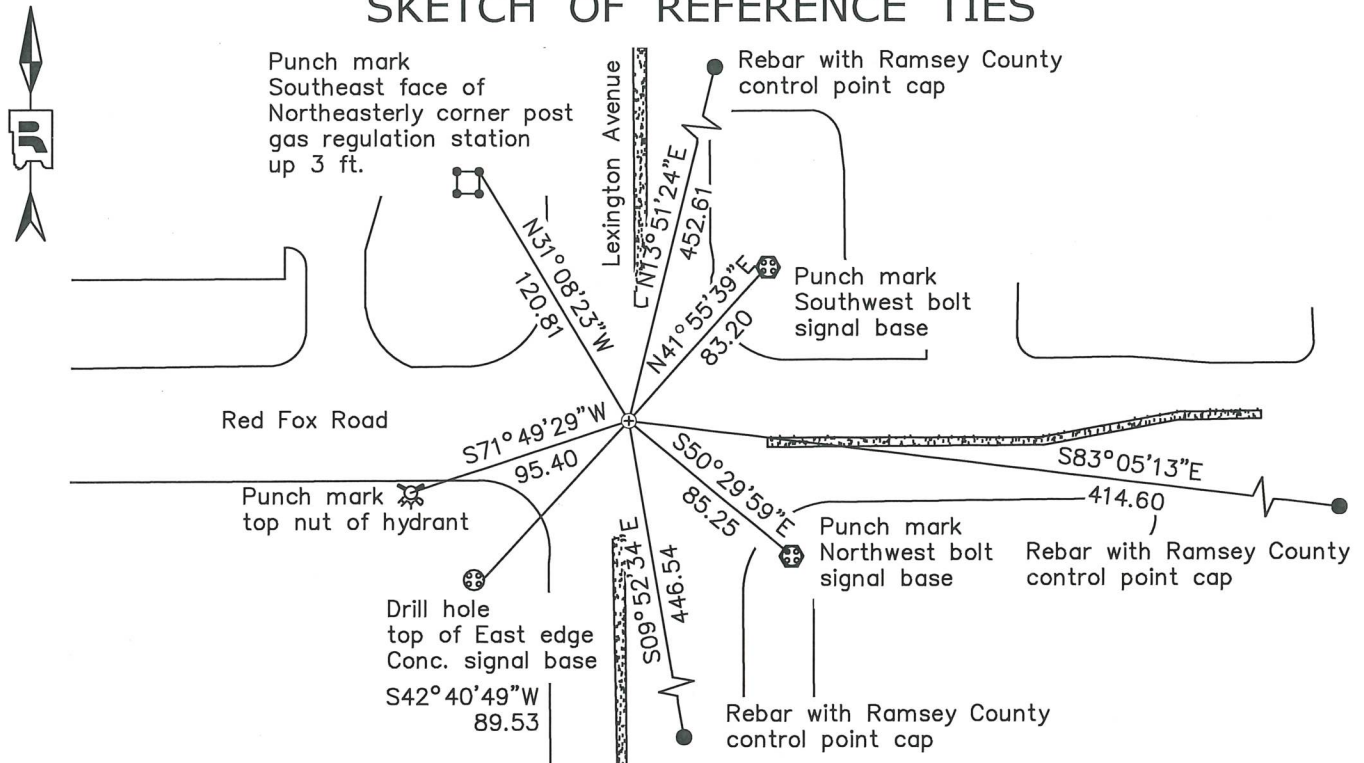 SKETCH OF REFERENCE TIES
Punch mark
Southeast face of
Northeasterly corner post
gas regulation station
up 3 ft.
Lexington Avenue
Rebar with Ramsey County
control point cap
N31°08'23"W
120.81
N13°51'24"E
452.61
N41°55'39"E
83.20
Punch mark
Southwest bolt
signal base
Red Fox Road
S71°49'29"W
95.40
Punch mark
top nut of hydrant
S50°29'59"E
85.25
Punch mark
Northwest bolt
signal base
S83°05'13"E
414.60
Rebar with Ramsey County
control point cap
Drill hole
top of East edge
Conc. signal base
S42°40'49"W
89.53
S09°52'34"E
446.54
Rebar with Ramsey County
control point cap
R